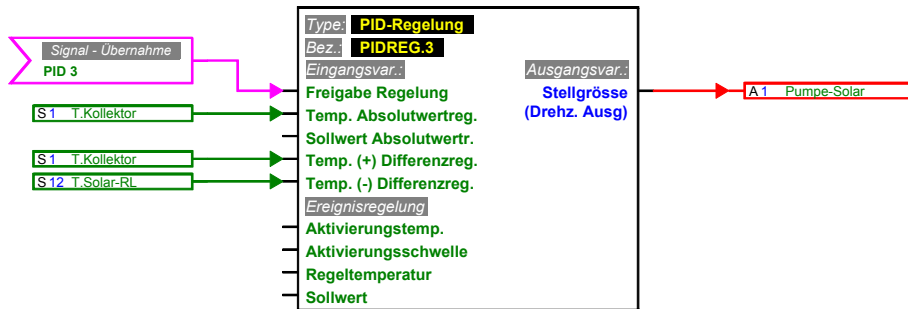 Type: PID-Regelung
Bez.: PIDREG.3
Signal - Übernahme
PID 3
Eingangsvar.: Ausgangsvar.:
Freigabe Regelung Stellgrösse
A 1 Pumpe-Solar
S 1 T.Kollektor
Temp. Absolutwertreg. (Drehz. Ausg)
Sollwert Absolutwertr.
S 1 T.Kollektor
Temp. (+) Differenzreg.
S 12 T.Solar-RL
Temp. (-) Differenzreg.
Ereignisregelung
Aktivierungstemp.
Aktivierungsschwelle
Regeltemperatur
Sollwert